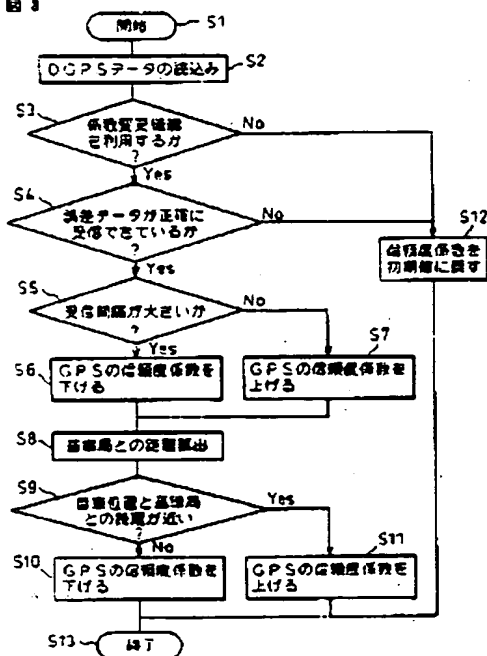 図3
開始
S1
DGPSデータの読込み
S2
S3
係数変更機能
を利用するか
?
No
Yes
S4
誤差データが正確に
受信できているか
?
No
Yes
S12
信頼度係数を
初期値に戻す
S5
受信間隔が大きいか
?
No
Yes
S6
GPSの信頼度係数を
下げる
S7
GPSの信頼度係数を
上げる
S8
基準局との距離算出
S9
自車位置と基準局
との距離が近い
?
Yes
No
S10
GPSの信頼度係数を
下げる
S11
GPSの信頼度係数を
上げる
S13
終了